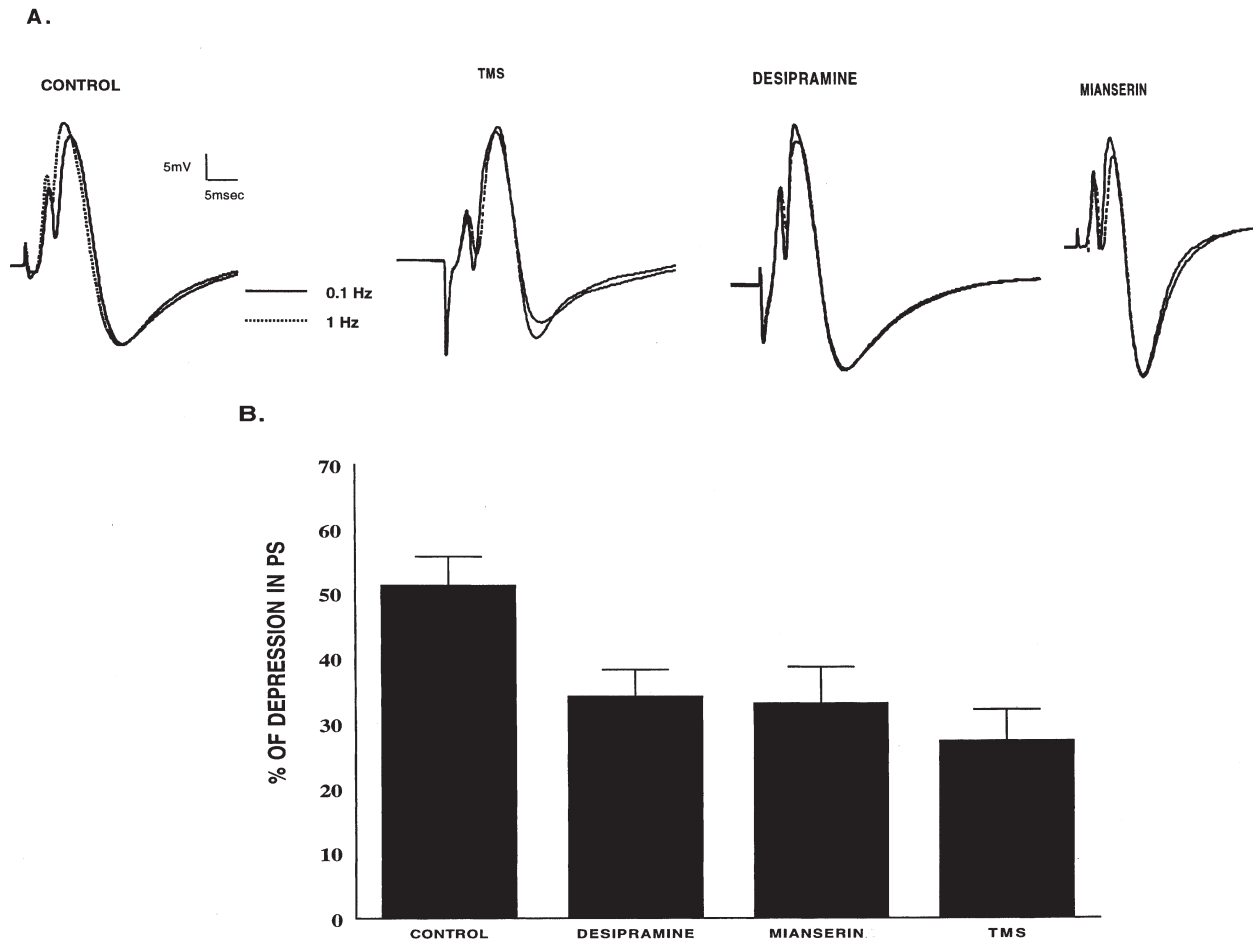 A.
CONTROL
TMS
DESIPRAMINE
MIANSERIN
5mV
5msec
0.1 Hz
1 Hz
B.
% OF DEPRESSION IN PS
70
60
50
40
30
20
10
0
CONTROL
DESIPRAMINE
MIANSERIN
TMS